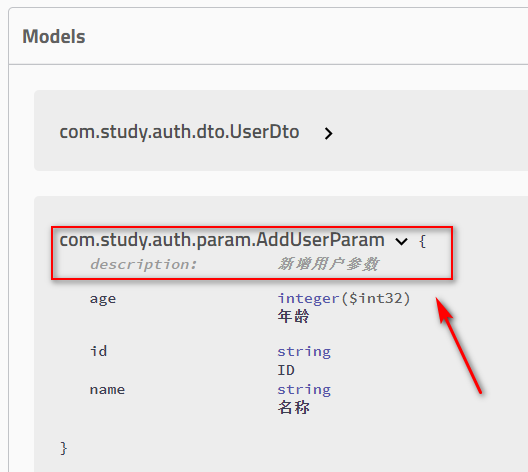 Models
com.study.auth.dto.UserDto
com.study.auth.param.AddUserParam {
description: 新增用户参数
age integer($int32)
年龄
id string
ID
name string
名称
}